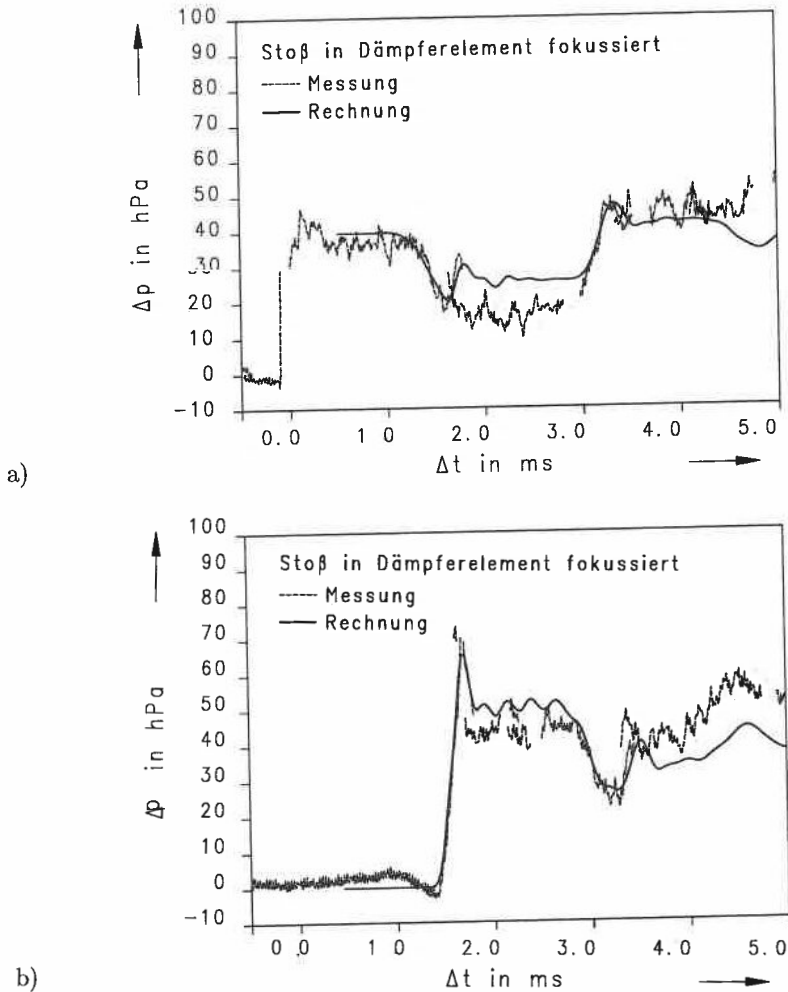 100
90
80
70
60
50
40
20
10
0
-10
Δp in hPa
Stoß in Dämpferelement fokussiert
Messung
Rechnung
0.0 1 0 2.0 3.0 4.0 5.0
Δt in ms
a)
100
90
80
70
60
50
40
30
20
10
0
-10
Δp in hPa
Stoß in Dämpferelement fokussiert
Messung
Rechnung
0.0 1 0 2.0 3.0 4.0 5.0
Δt in ms
b)